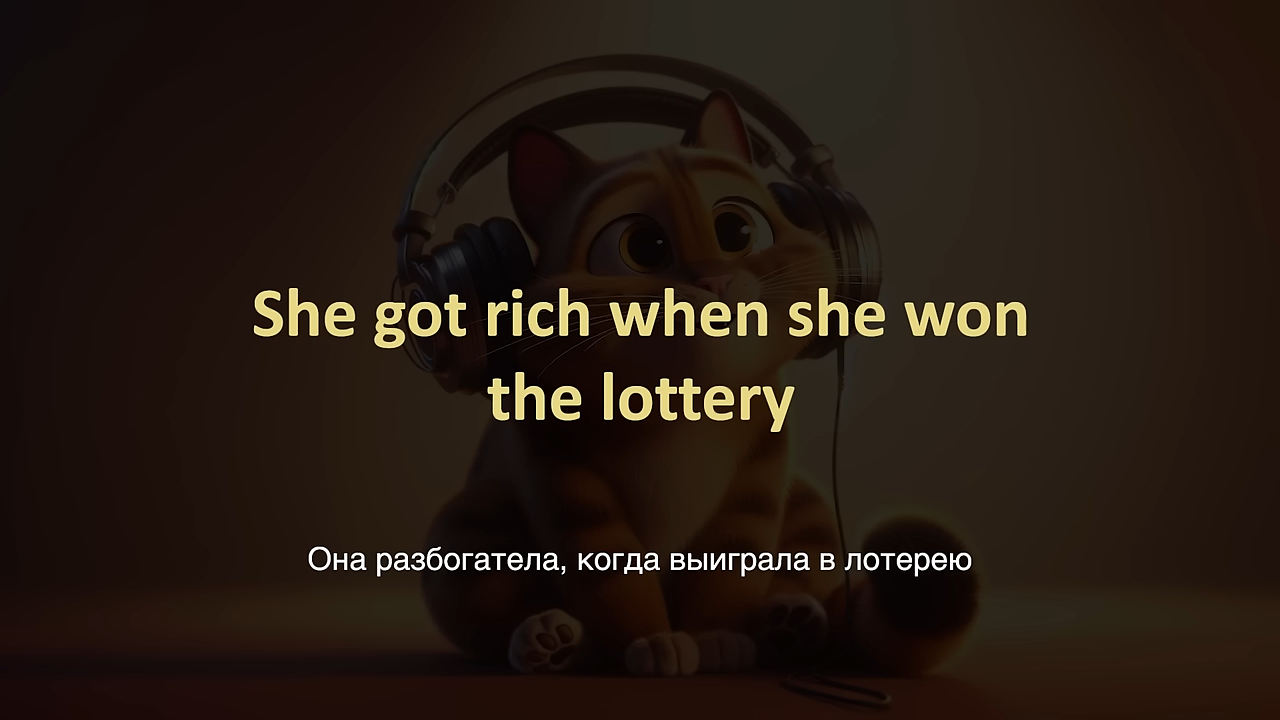 She got rich when she won
the lottery
Она разбогатела, когда выиграла в лотерею